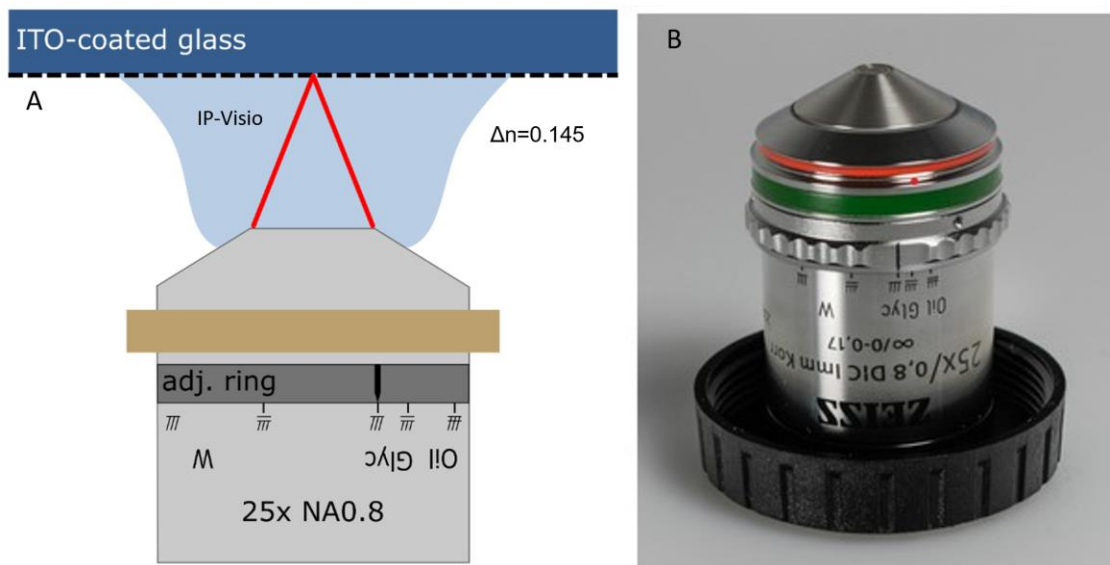 ITO-coated glass
A
IP-Visio
Δn=0.145
adj. ring
W
Glyc
Oil
25x NA0.8
B
Oil Glyc
W
∞/0-0,17
25x/0,8 DIC Imm Korr
ZEISS